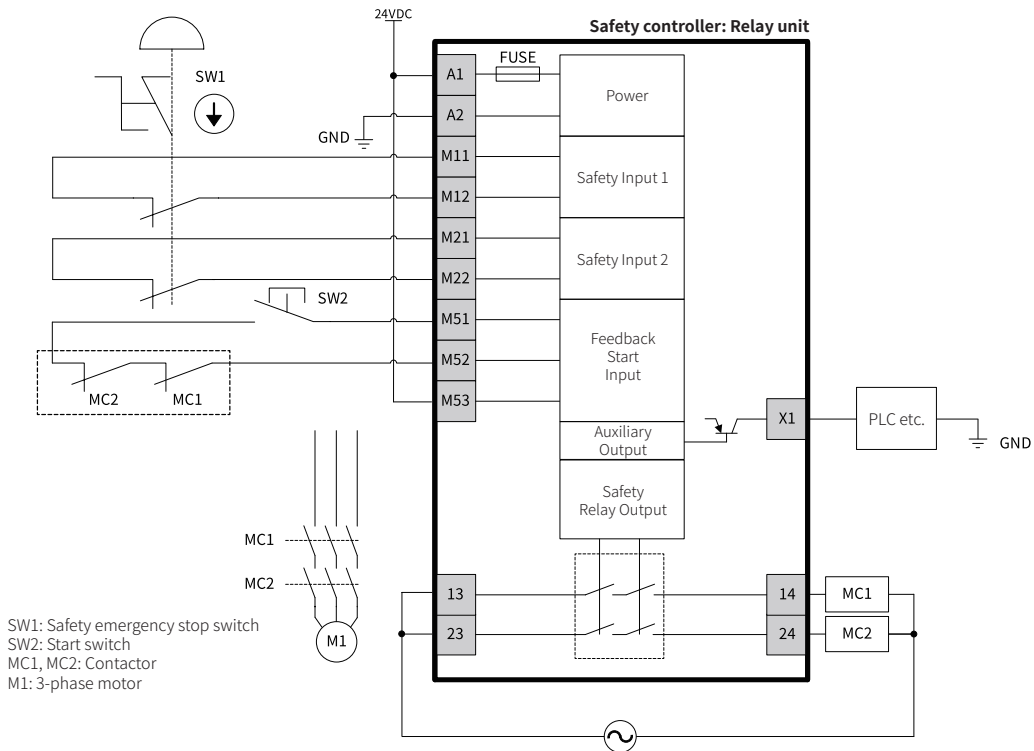 24VDC
Safety controller: Relay unit
SW1
A1
FUSE
Power
A2
GND
M11
Safety Input 1
M12
M21
Safety Input 2
M22
SW2
M51
Feedback
Start
Input
M52
MC2
MC1
M53
X1
PLC etc.
GND
Auxiliary
Output
Safety
Relay Output
MC1
MC2
M1
13
14
MC1
23
24
MC2
SW1: Safety emergency stop switch
SW2: Start switch
MC1, MC2: Contactor
M1: 3-phase motor